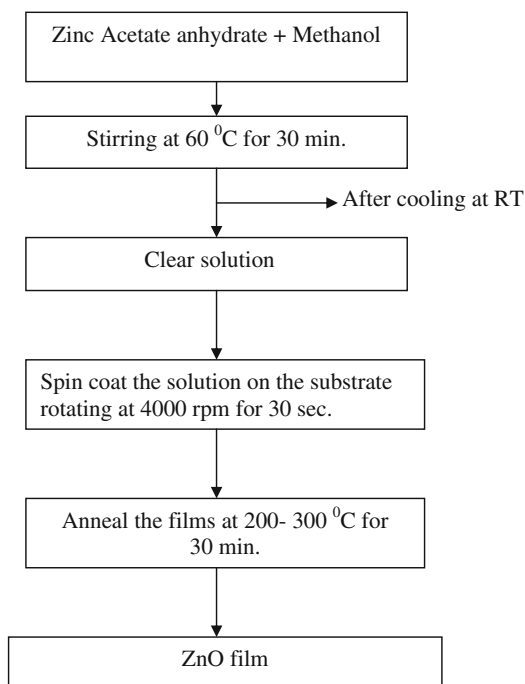 Zinc Acetate anhydrate + Methanol
Stirring at 60 ⁰C for 30 min.
After cooling at RT
Clear solution
Spin coat the solution on the substrate
rotating at 4000 rpm for 30 sec.
Anneal the films at 200- 300 ⁰C for
30 min.
ZnO film